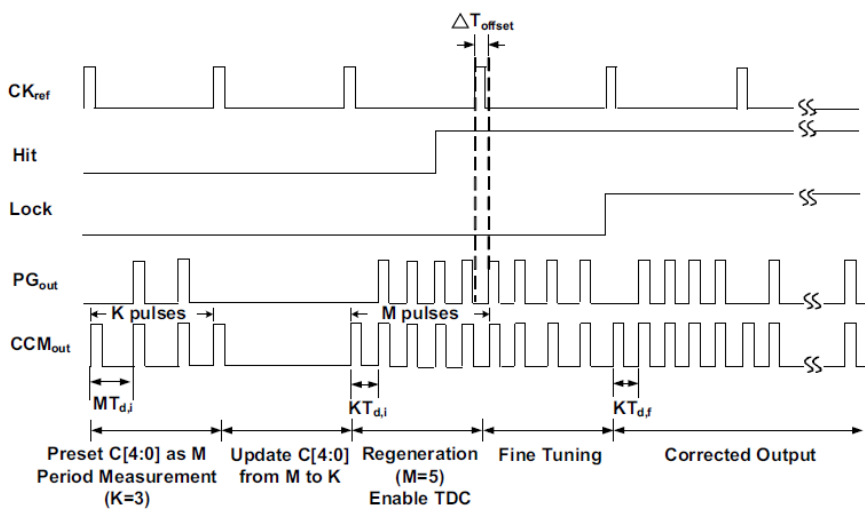 △T_offset
CK_ref
Hit
Lock
PG_out
K pulses
M pulses
CCM_out
MT_d,i
KT_d,i
KT_d,f
Preset C[4:0] as M
Period Measurement
(K=3)
Update C[4:0]
from M to K
Regeneration
(M=5)
Enable TDC
Fine Tuning
Corrected Output